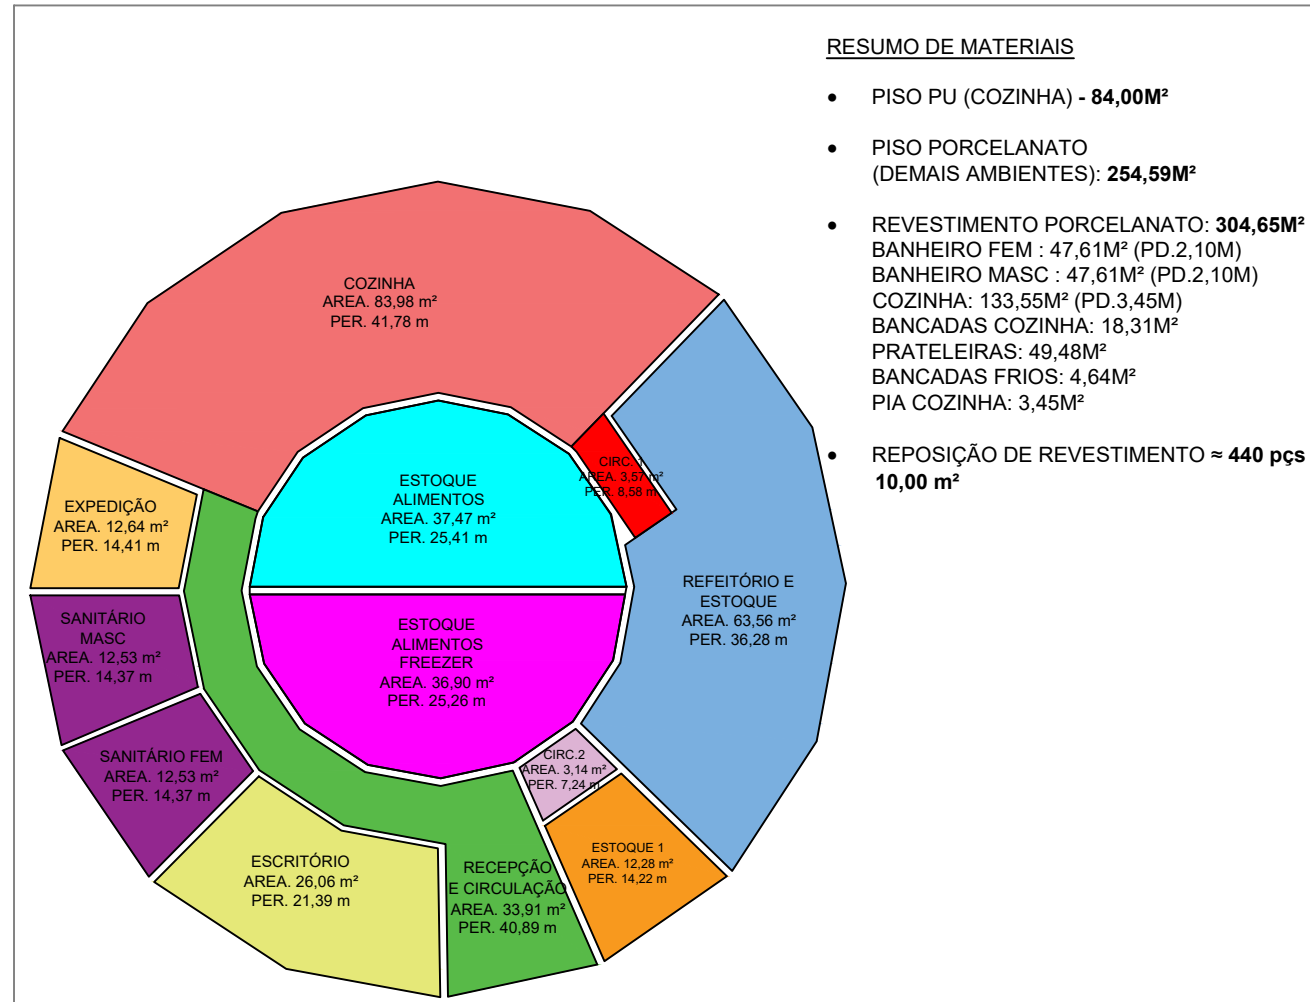 RESUMO DE MATERIAIS
• PISO PU (COZINHA) - 84,00M²
• PISO PORCELANATO
(DEMAIS AMBIENTES): 254,59M²
• REVESTIMENTO PORCELANATO: 304,65M²
BANHEIRO FEM : 47,61M² (PD.2,10M)
BANHEIRO MASC : 47,61M² (PD.2,10M)
COZINHA: 133,55M² (PD.3,45M)
BANCADAS COZINHA: 18,31M²
PRATELEIRAS: 49,48M²
BANCADAS FRIOS: 4,64M²
PIA COZINHA: 3,45M²
• REPOSIÇÃO DE REVESTIMENTO ≈ 440 pçs
10,00 m²
COZINHA
AREA. 83,98 m²
PER. 41,78 m
CIRC. 1
AREA. 3,57 m²
PER. 8,58 m
ESTOQUE
ALIMENTOS
AREA. 37,47 m²
PER. 25,41 m
EXPEDIÇÃO
AREA. 12,64 m²
PER. 14,41 m
REFEITÓRIO E
ESTOQUE
AREA. 63,56 m²
PER. 36,28 m
SANITÁRIO
MASC
AREA. 12,53 m²
PER. 14,37 m
ESTOQUE
ALIMENTOS
FREEZER
AREA. 36,90 m²
PER. 25,26 m
SANITÁRIO FEM
AREA. 12,53 m²
PER. 14,37 m
CIRC.2
AREA. 3,14 m²
PER. 7,24 m
ESCRITÓRIO
AREA. 26,06 m²
PER. 21,39 m
RECEPÇÃO
E CIRCULAÇÃO
AREA. 33,91 m²
PER. 40,89 m
ESTOQUE 1
AREA. 12,28 m²
PER. 14,22 m